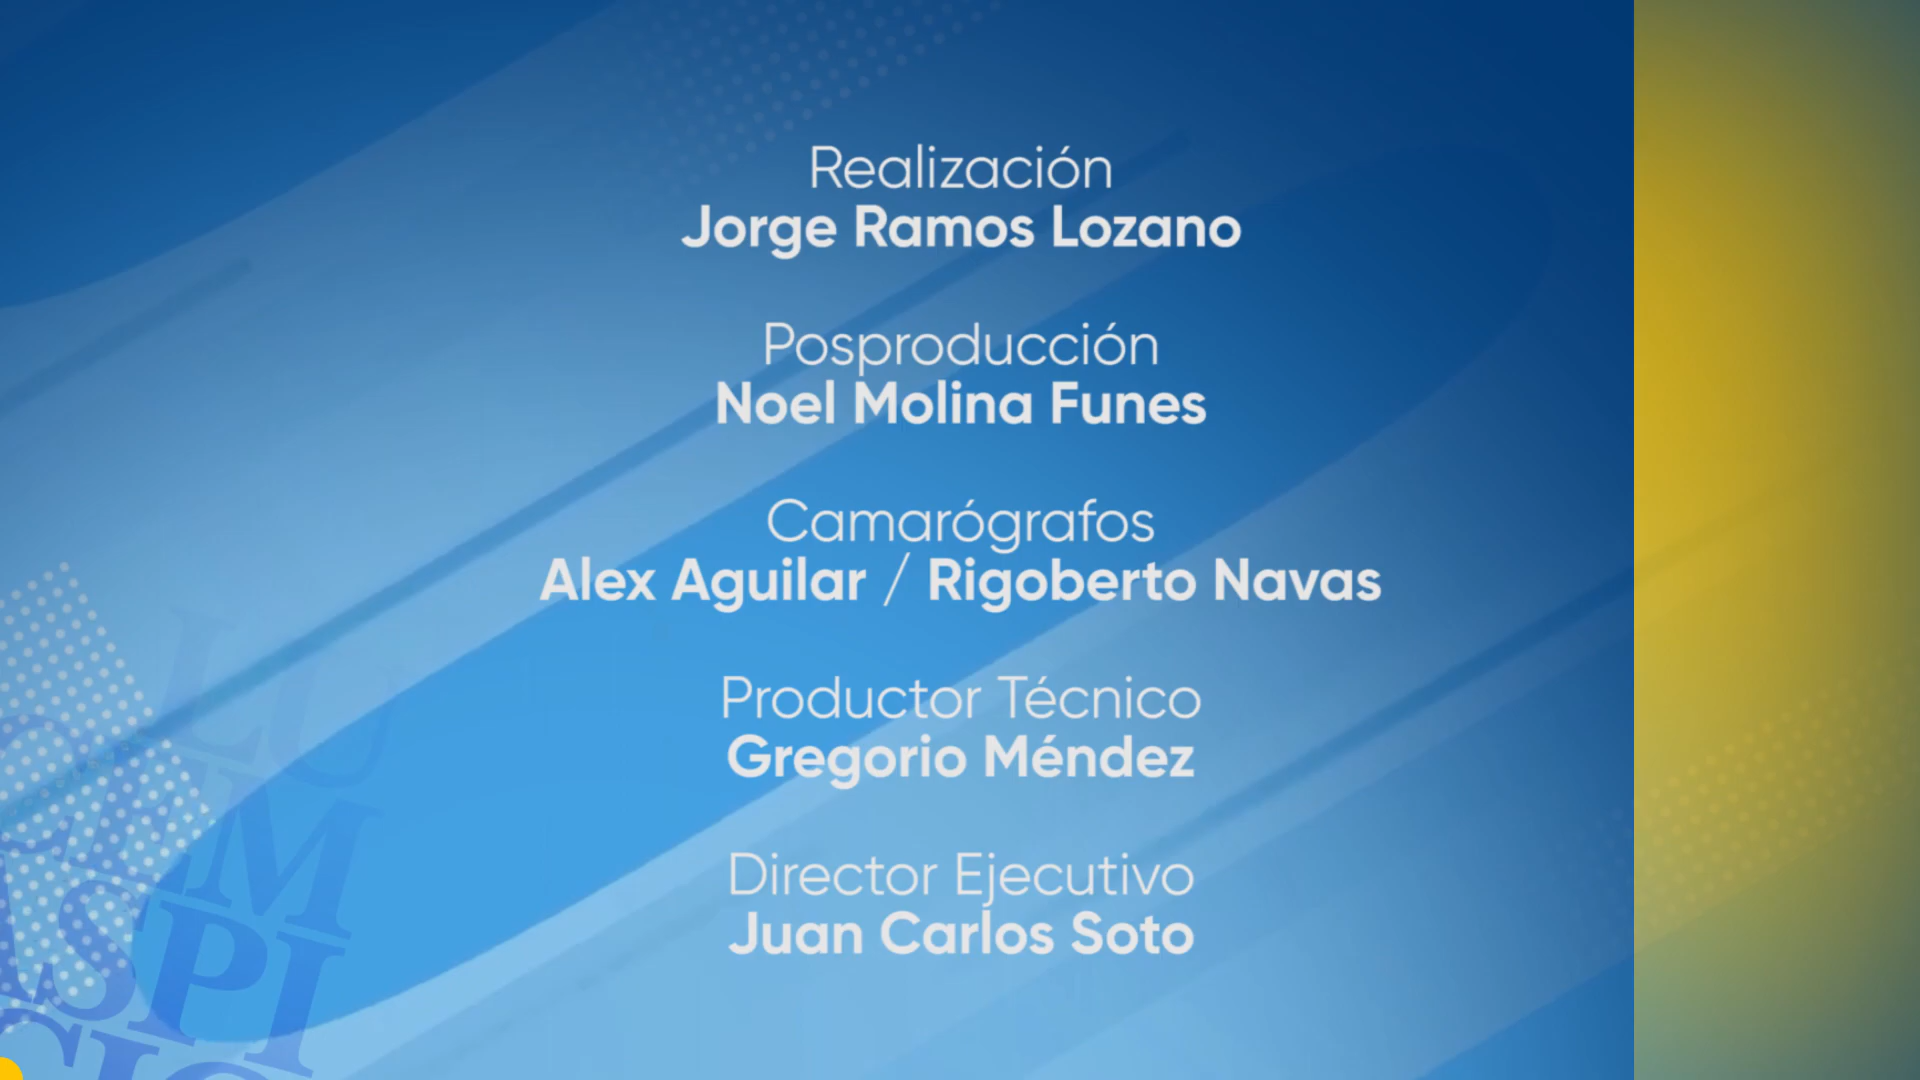 Realización
Jorge Ramos Lozano
Posproducción
Noel Molina Funes
Camarógrafos
Alex Aguilar / Rigoberto Navas
Productor Técnico
Gregorio Méndez
Director Ejecutivo
Juan Carlos Soto